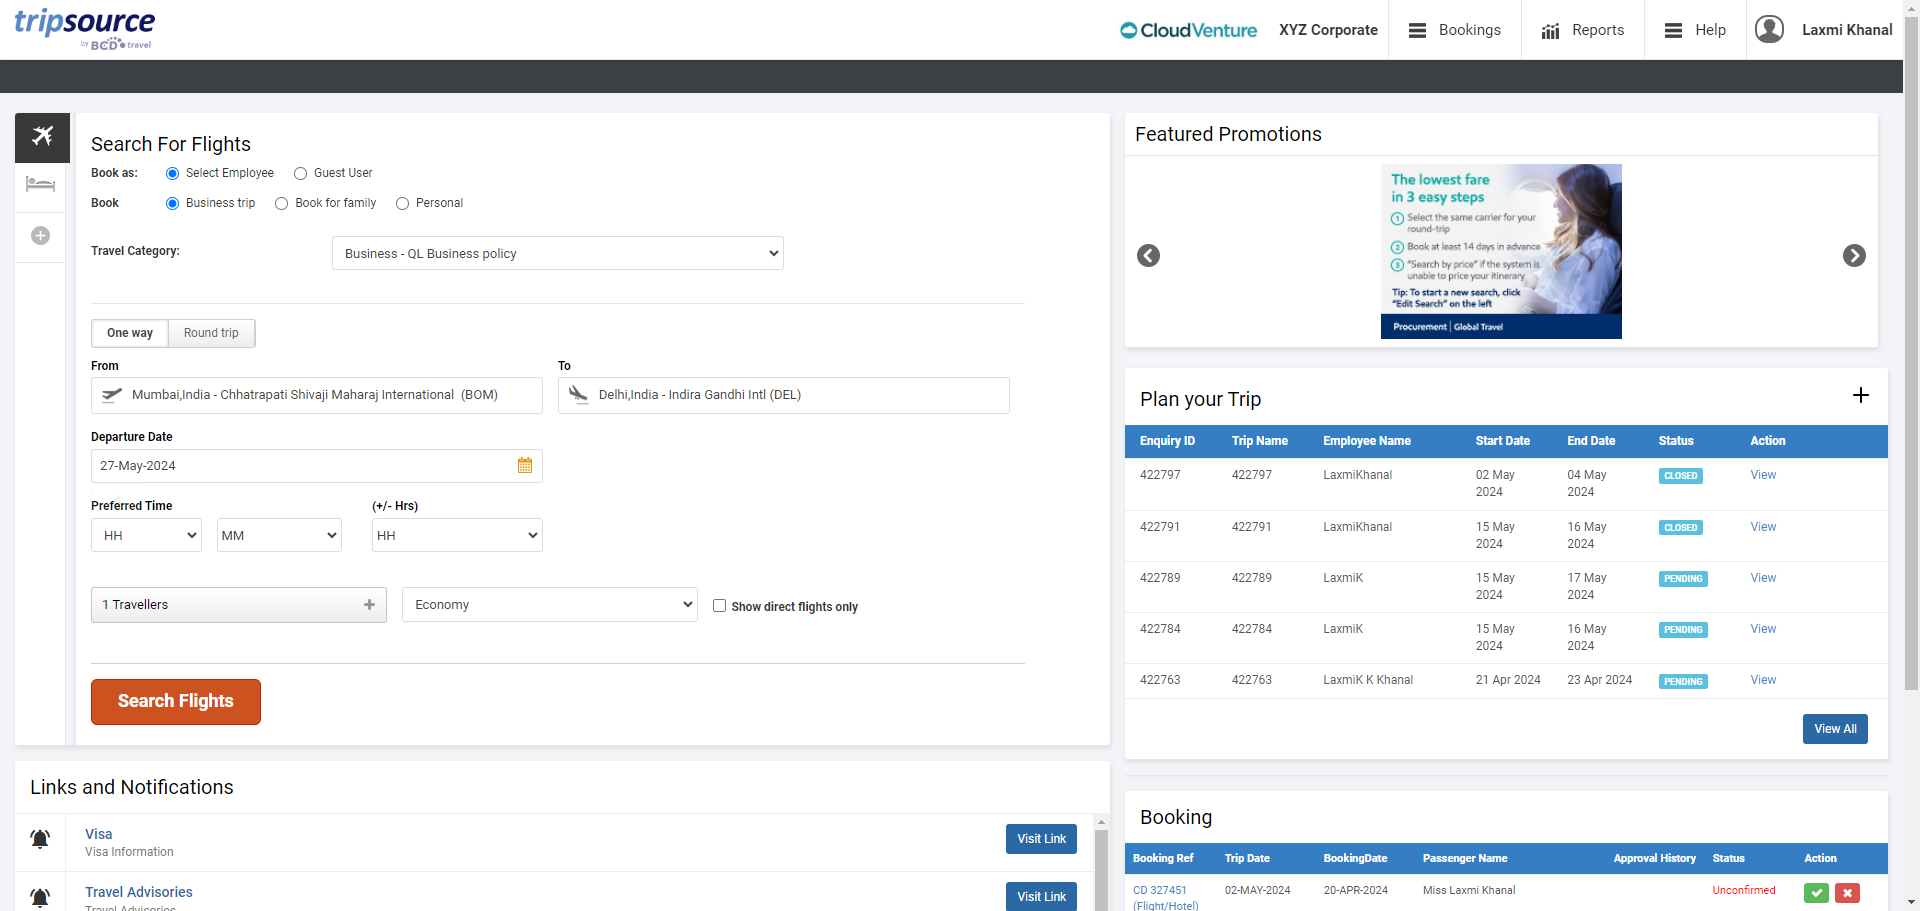 tripsource
by BCD travel
CloudVenture
XYZ Corporate
Bookings
Reports
Help
Laxmi Khanal
Search For Flights
Book as:
Select Employee
Guest User
Book
Business trip
Book for family
Personal
Travel Category:
Business - QL Business policy
One way
Round trip
From
To
Mumbai,India - Chhatrapati Shivaji Maharaj International (BOM)
Delhi,India - Indira Gandhi Intl (DEL)
Departure Date
27-May-2024
Preferred Time
(+/- Hrs)
HH
MM
HH
1 Travellers
Economy
Show direct flights only
Search Flights
Links and Notifications
Visa
Visa Information
Visit Link
Travel Advisories
Travel Advisories
Visit Link
Featured Promotions
The lowest fare
in 3 easy steps
1 Select the same carrier for your
round-trip
2 Book at least 14 days in advance
3 "Search by price" if the system is
unable to price your itinerary
Tip: To start a new search, click
"Edit Search" on the left
Procurement | Global Travel
Plan your Trip
Enquiry ID Trip Name Employee Name Start Date End Date Status Action
422797 422797 LaxmiKhanal 02 May 2024 04 May 2024 CLOSED View
422791 422791 LaxmiKhanal 15 May 2024 16 May 2024 CLOSED View
422789 422789 LaxmiK 15 May 2024 17 May 2024 PENDING View
422784 422784 LaxmiK 15 May 2024 16 May 2024 PENDING View
422763 422763 LaxmiK K Khanal 21 Apr 2024 23 Apr 2024 PENDING View
View All
Booking
Booking Ref Trip Date BookingDate Passenger Name Approval History Status Action
CD 327451 02-MAY-2024 20-APR-2024 Miss Laxmi Khanal Unconfirmed
(Flight/Hotel)